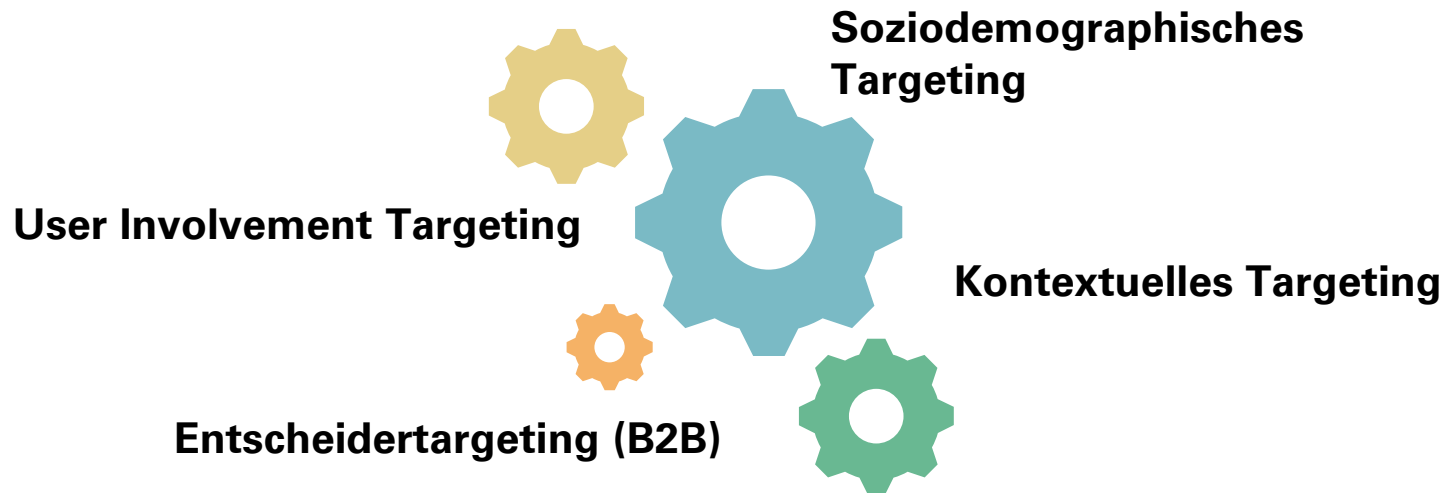 Soziodemographisches
Targeting
User Involvement Targeting
Kontextuelles Targeting
Entscheidertargeting (B2B)